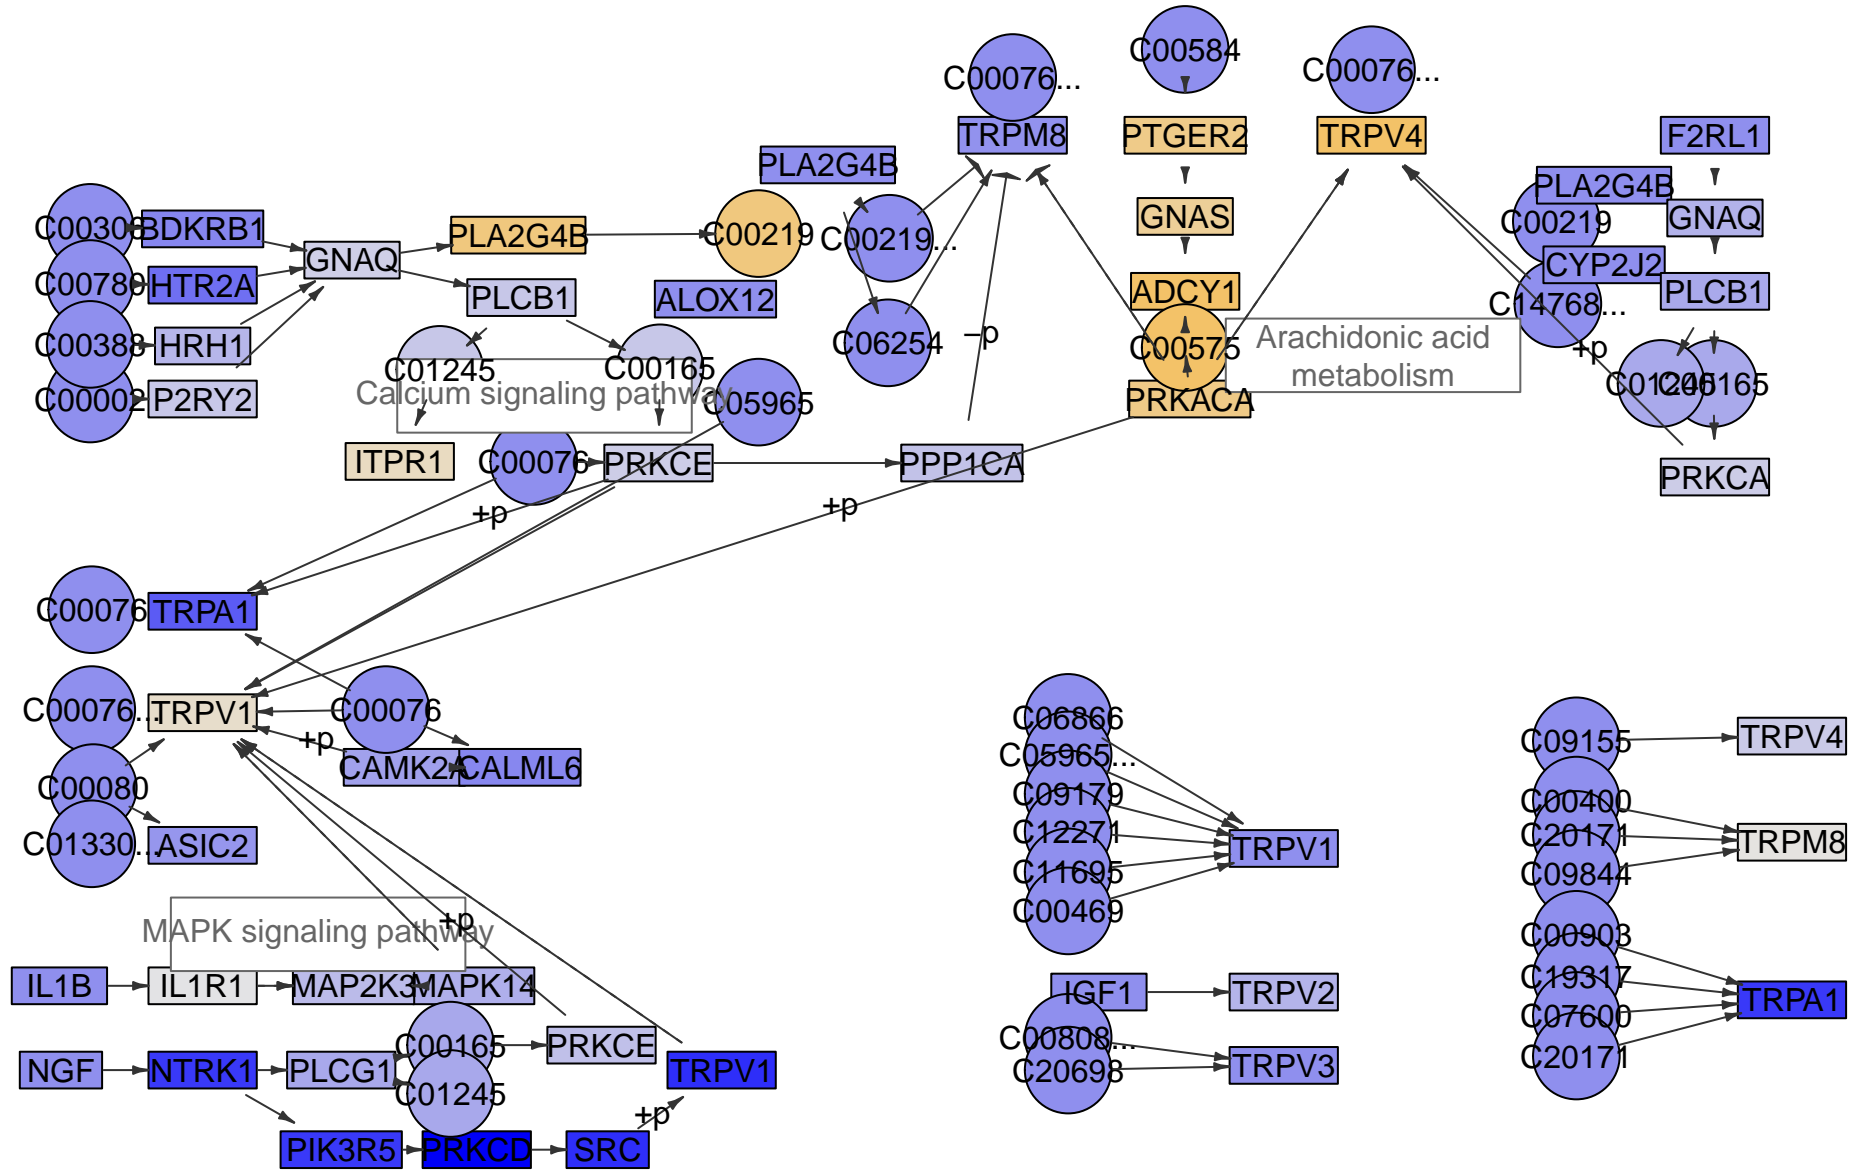 C00584
C00076...
C00076...
TRPM8
PTGER2
TRPV4
F2RL1
PLA2G4B
PLA2G4B
C00219
GNAS
GNAQ
C00308
BDKRB1
PLA2G4B
C00219
C00219...
GNAQ
CYP2J2
C00780
HTR2A
PLCB1
ALOX12
ADCY1
C14768...
PLCB1
C00388
HRH1
C01245
C00165
C06254
–p
C00575
Arachidonic acid
metabolism
+p
Calcium signaling pathway
C01245
C00165
C00002
P2RY2
C05965
PRKACA
ITPR1
C00076
PRKCE
PPP1CA
PRKCA
+p
+p
C00076
TRPA1
C00076...
TRPV1
C00076
+p
C00080
CAMK2A
CALML6
C01330...
ASIC2
C06866
C05965...
C09179
C12271
C11695
C00469
TRPV1
C09155
TRPV4
C00400
C20171
C09844
TRPM8
MAPK signaling pathway
+p
IL1B
IL1R1
MAP2K3
MAPK14
C00165
PRKCE
NGF
NTRK1
PLCG1
C01245
TRPV1
+p
PIK3R5
PRKCD
SRC
IGF1
TRPV2
C00808...
C20698
TRPV3
C00903
C19317
C07600
C20171
TRPA1